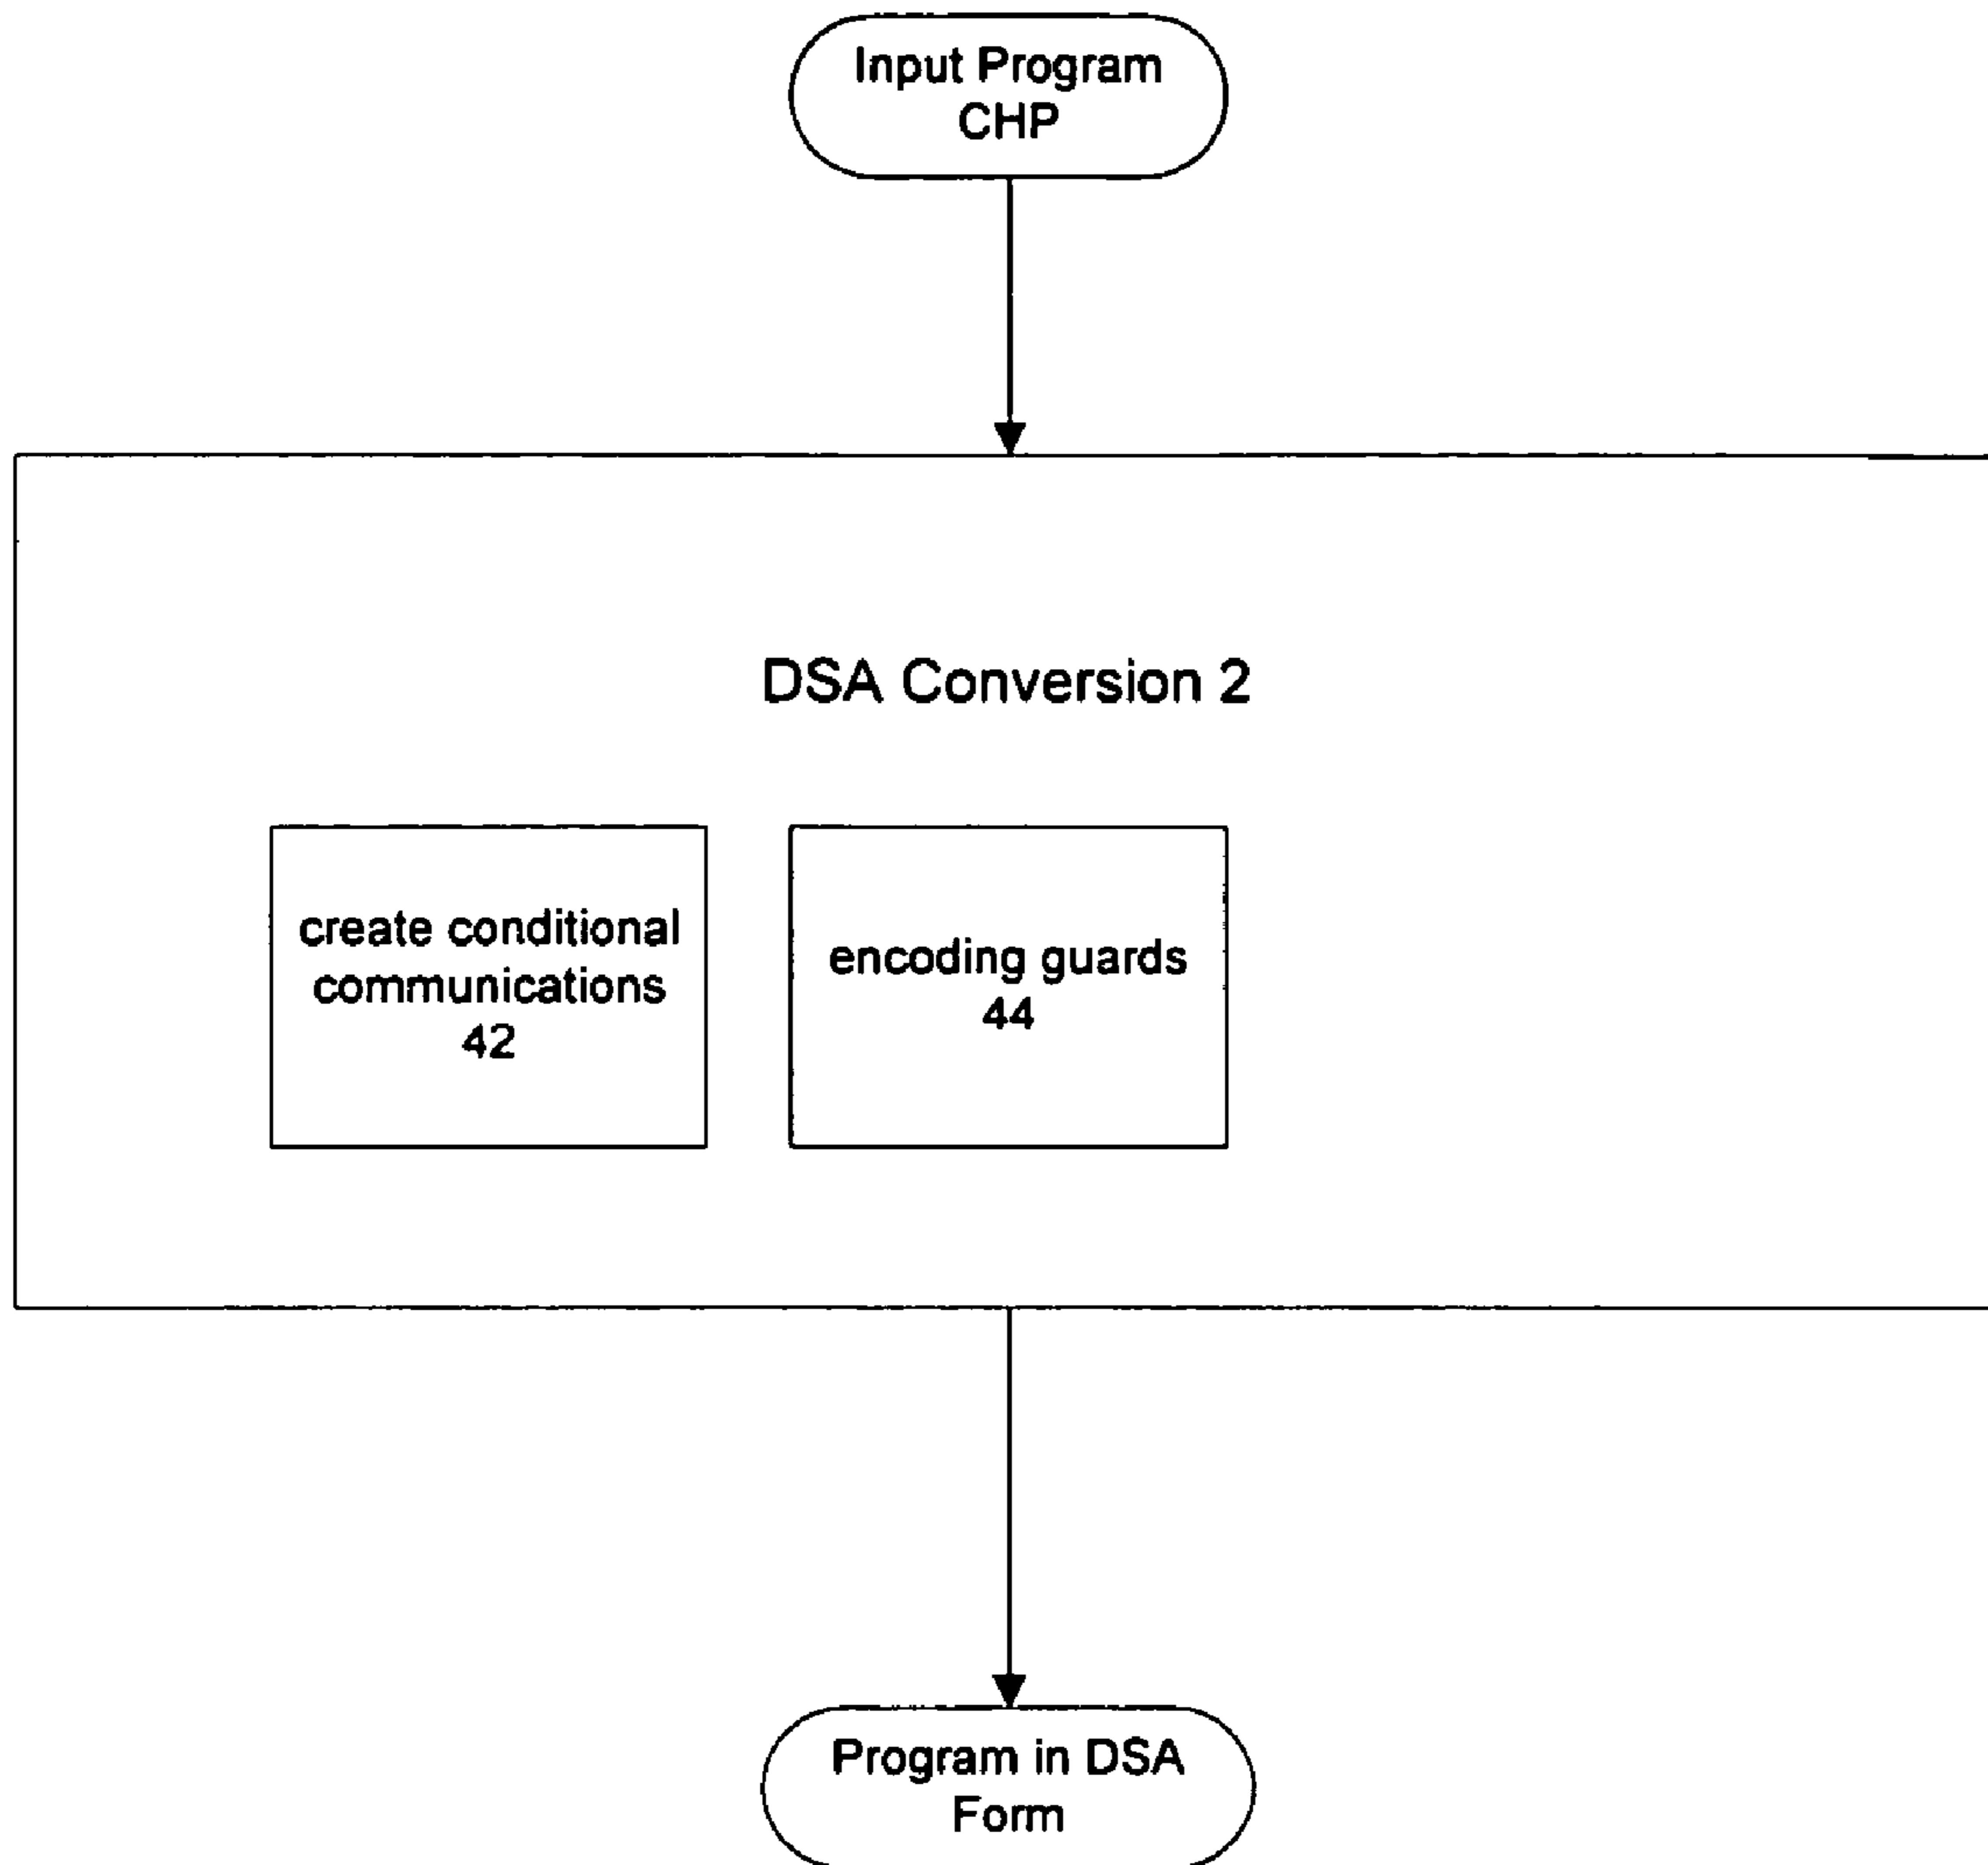 Input Program
CHP
DSA Conversion 2
create conditional
communications
42
encoding guards
44
Program in DSA
Form